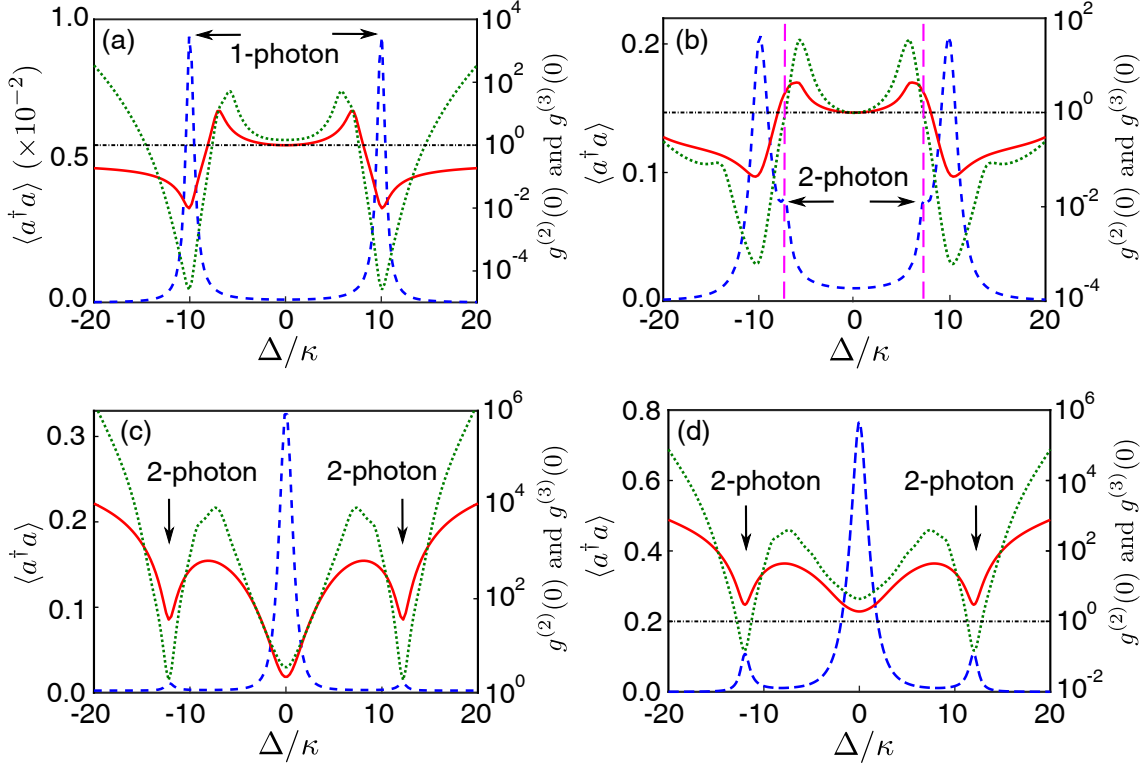 (a)
1-photon
⟨a†a⟩ (×10⁻²)
1.0
0.5
0.0
10⁴
10²
10⁰
10⁻²
10⁻⁴
g⁽²⁾(0) and g⁽³⁾(0)
-20 -10 0 10 20
Δ/κ
(b)
2-photon
⟨a†a⟩
0.2
0.1
0.0
10²
10⁰
10⁻²
10⁻⁴
g⁽²⁾(0) and g⁽³⁾(0)
-20 -10 0 10 20
Δ/κ
(c)
2-photon 2-photon
⟨a†a⟩
0.3
0.2
0.1
0.0
10⁶
10⁴
10²
10⁰
g⁽²⁾(0) and g⁽³⁾(0)
-20 -10 0 10 20
Δ/κ
(d)
2-photon 2-photon
⟨a†a⟩
0.8
0.6
0.4
0.2
0.0
10⁶
10⁴
10²
10⁰
10⁻²
g⁽²⁾(0) and g⁽³⁾(0)
-20 -10 0 10 20
Δ/κ